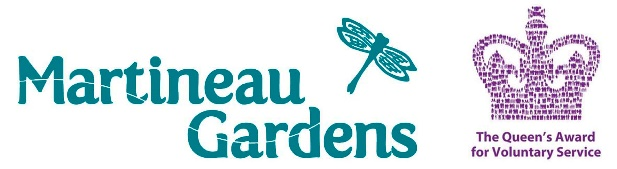 Martineau
Gardens
The Queen's Award
for Voluntary Service